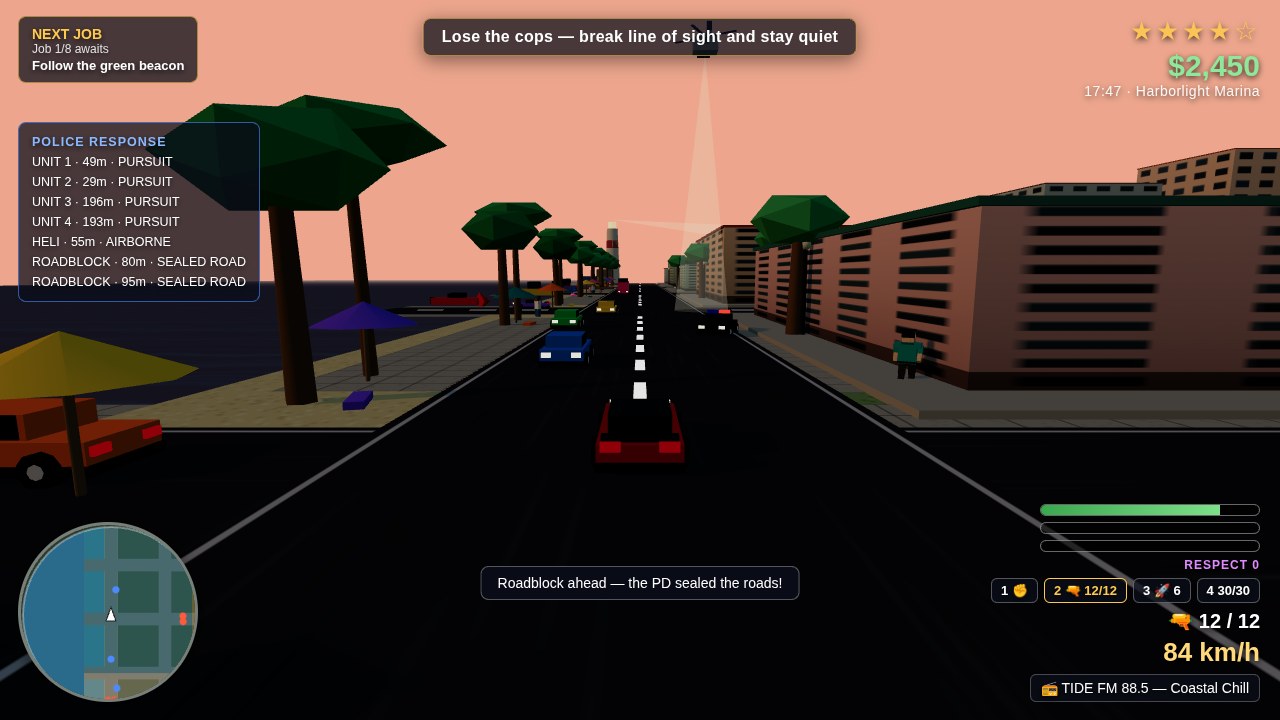 NEXT JOB
Job 1/8 awaits
Follow the green beacon
Lose the cops — break line of sight and stay quiet
★★★★☆
$2,450
17:47 · Harborlight Marina
POLICE RESPONSE
UNIT 1 · 49m · PURSUIT
UNIT 2 · 29m · PURSUIT
UNIT 3 · 196m · PURSUIT
UNIT 4 · 193m · PURSUIT
HELI · 55m · AIRBORNE
ROADBLOCK · 80m · SEALED ROAD
ROADBLOCK · 95m · SEALED ROAD
Roadblock ahead — the PD sealed the roads!
RESPECT 0
1 ✊ 2 🔫 12/12 3 🚀 6 4 30/30
🔫 12 / 12
84 km/h
📻 TIDE FM 88.5 — Coastal Chill